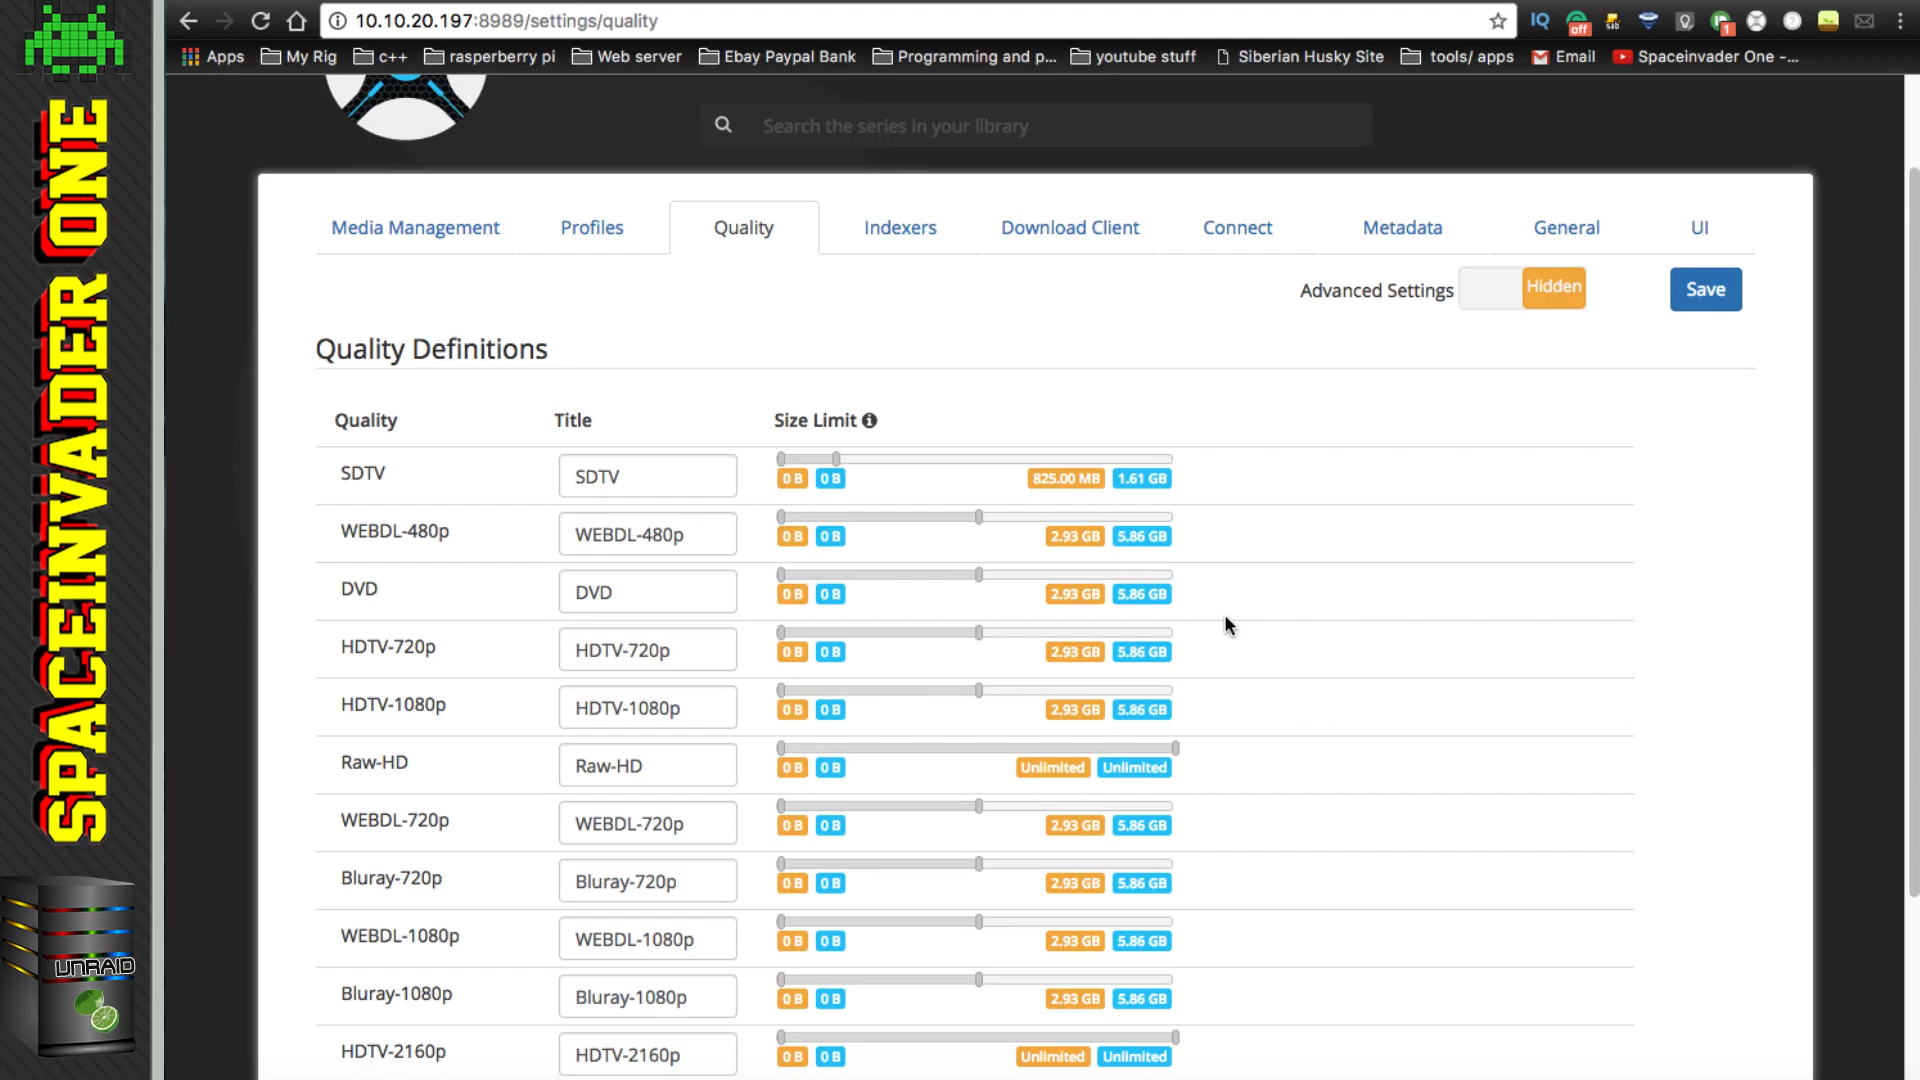 10.10.20.197:8989/settings/quality
IQ
off
1
Apps My Rig c++ rasperberry pi Web server Ebay Paypal Bank Programming and p... youtube stuff Siberian Husky Site tools/ apps Email Spaceinvader One -...
SPACEINVADER ONE
Search the series in your library
Media Management Profiles Quality Indexers Download Client Connect Metadata General UI
Advanced Settings Hidden Save
Quality Definitions
Quality Title Size Limit
SDTV SDTV 0 B 0 B 825.00 MB 1.61 GB
WEBDL-480p WEBDL-480p 0 B 0 B 2.93 GB 5.86 GB
DVD DVD 0 B 0 B 2.93 GB 5.86 GB
HDTV-720p HDTV-720p 0 B 0 B 2.93 GB 5.86 GB
HDTV-1080p HDTV-1080p 0 B 0 B 2.93 GB 5.86 GB
Raw-HD Raw-HD 0 B 0 B Unlimited Unlimited
WEBDL-720p WEBDL-720p 0 B 0 B 2.93 GB 5.86 GB
Bluray-720p Bluray-720p 0 B 0 B 2.93 GB 5.86 GB
WEBDL-1080p WEBDL-1080p 0 B 0 B 2.93 GB 5.86 GB
UNRAID
Bluray-1080p Bluray-1080p 0 B 0 B 2.93 GB 5.86 GB
HDTV-2160p HDTV-2160p 0 B 0 B Unlimited Unlimited